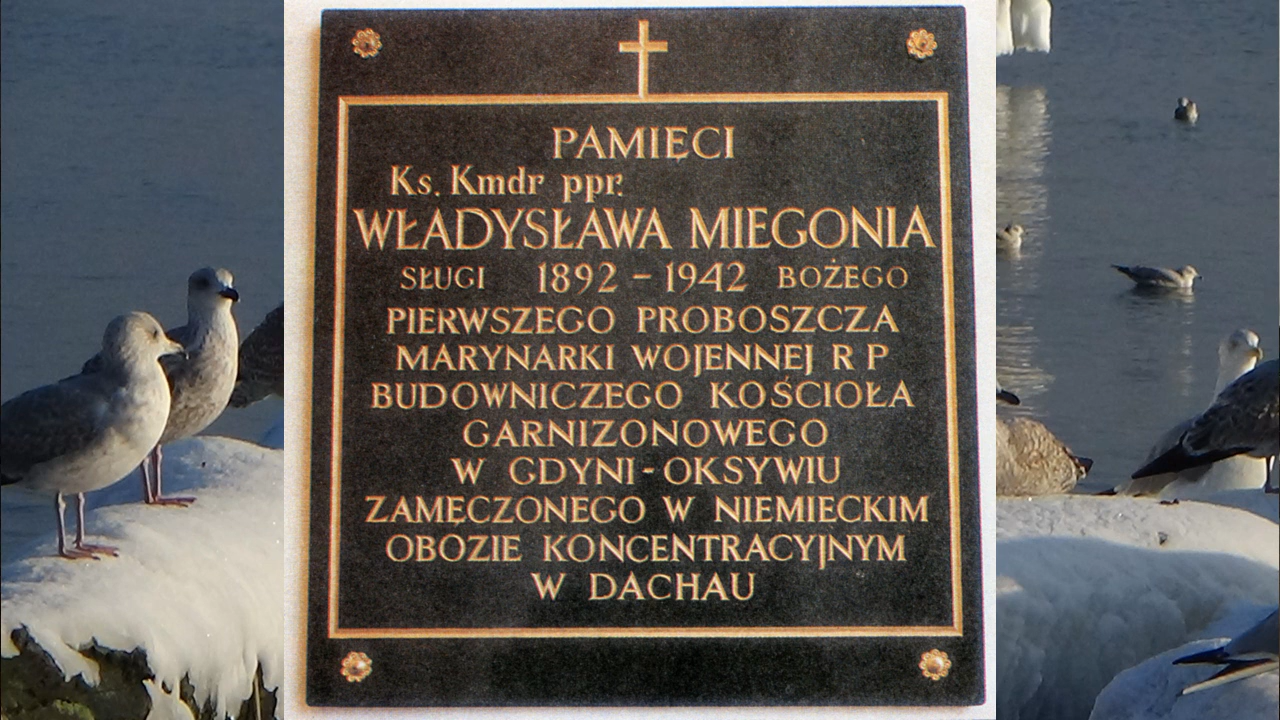 PAMIĘCI
Ks. Kmdr ppr.
WŁADYSŁAWA MIEGONIA
SŁUGI 1892 – 1942 BOŻEGO
PIERWSZEGO PROBOSZCZA
MARYNARKI WOJENNEJ R P
BUDOWNICZEGO KOŚCIOŁA
GARNIZONOWEGO
W GDYNI-OKSYWIU
ZAMĘCZONEGO W NIEMIECKIM
OBOZIE KONCENTRACYJNYM
W DACHAU